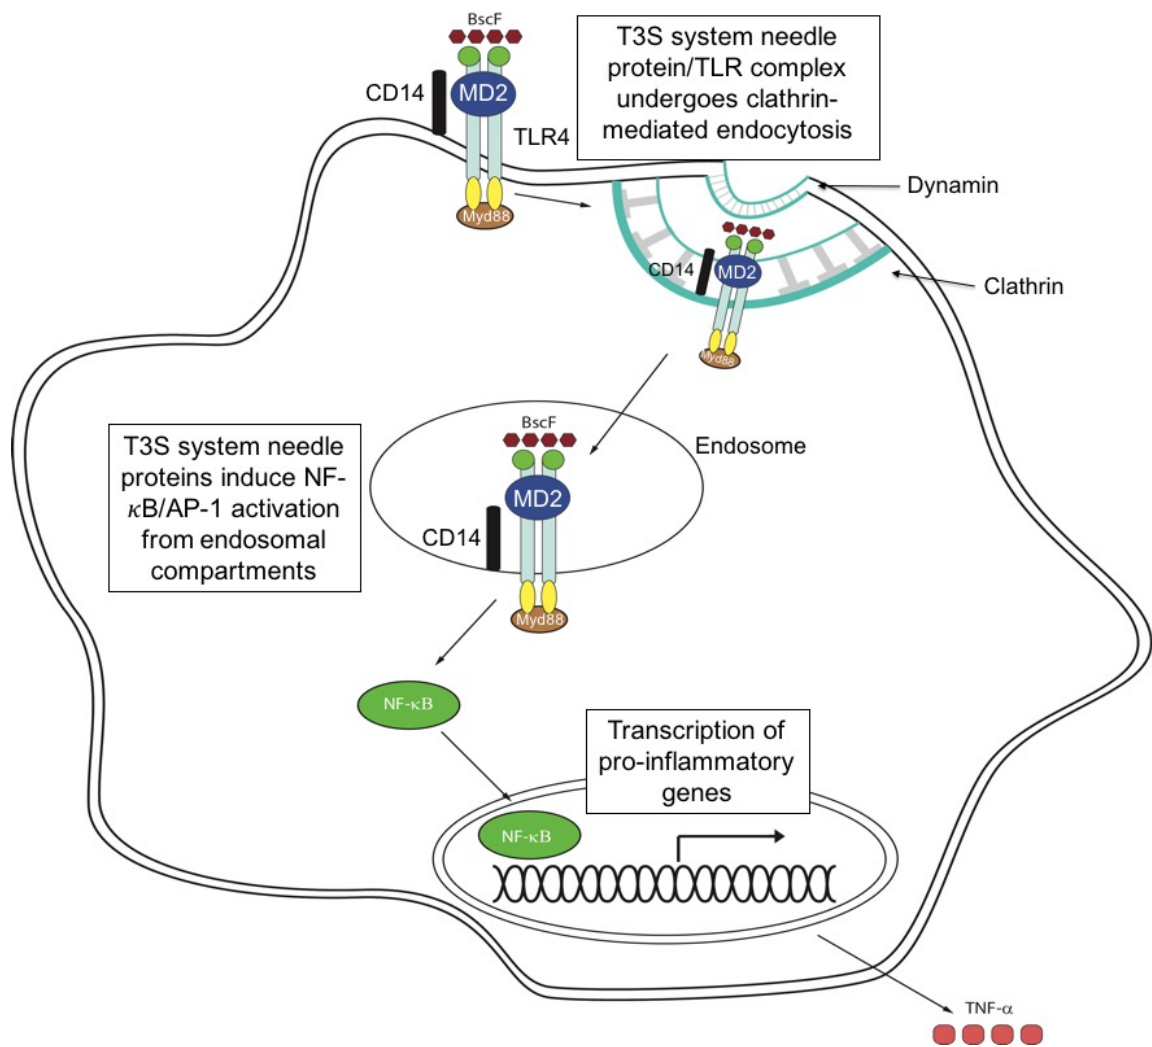 BscF
T3S system needle
protein/TLR complex
undergoes clathrin-
mediated endocytosis
CD14
MD2
TLR4
Myd88
Dynamin
CD14
MD2
Clathrin
Myd88
T3S system needle
proteins induce NF-
κB/AP-1 activation
from endosomal
compartments
BscF
Endosome
MD2
CD14
Myd88
NF-κB
Transcription of
pro-inflammatory
genes
NF-κB
TNF-α